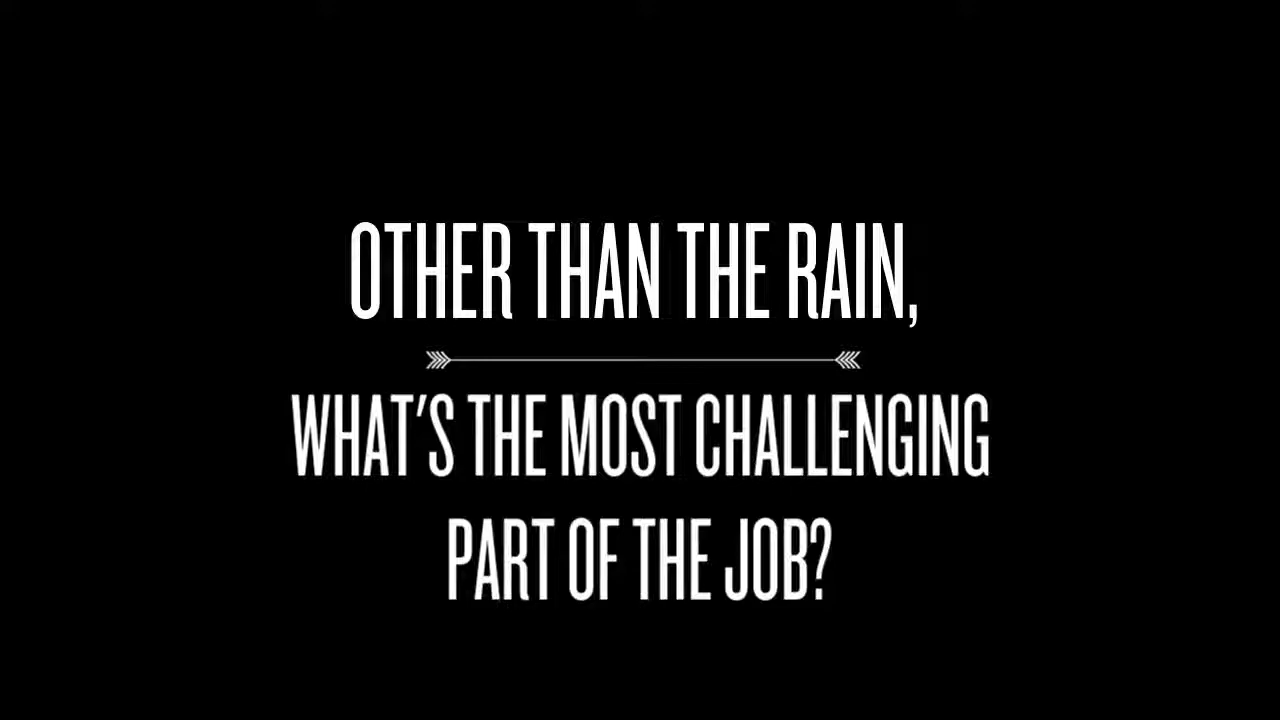 OTHER THAN THE RAIN,
WHAT'S THE MOST CHALLENGING
PART OF THE JOB?